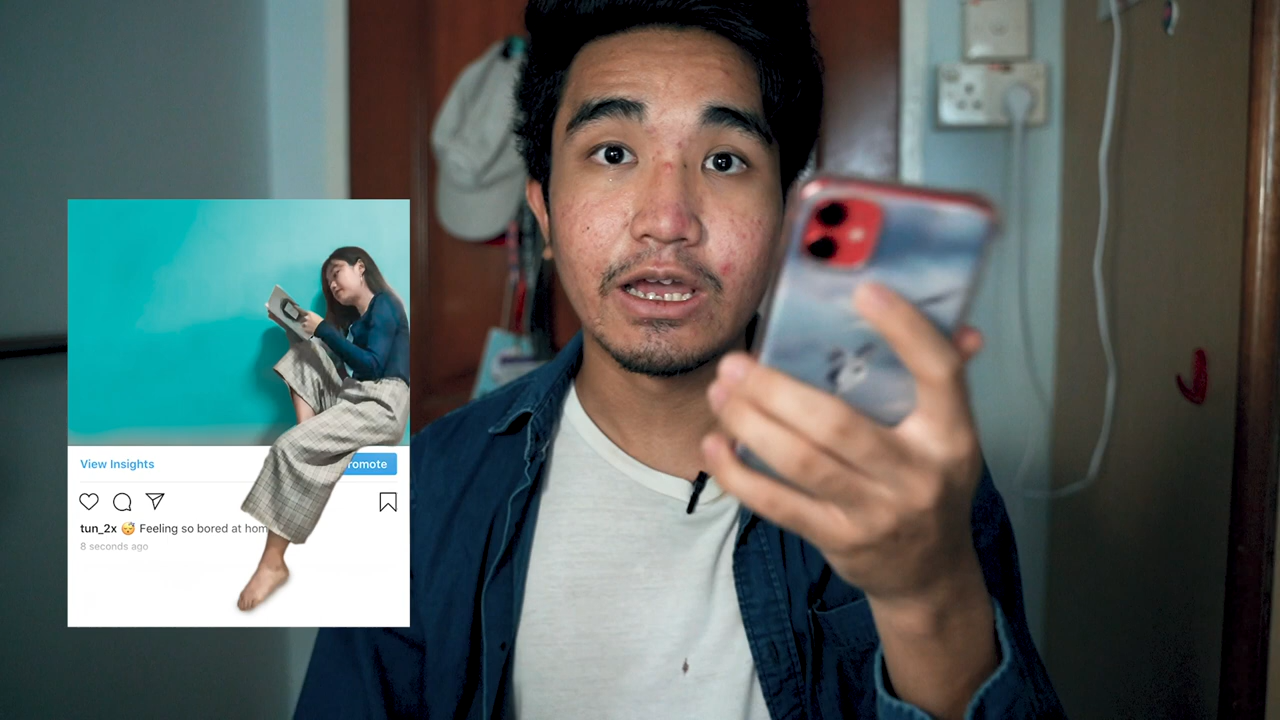 View Insights
romote
tun_2x 😴 Feeling so bored at hom
8 seconds ago